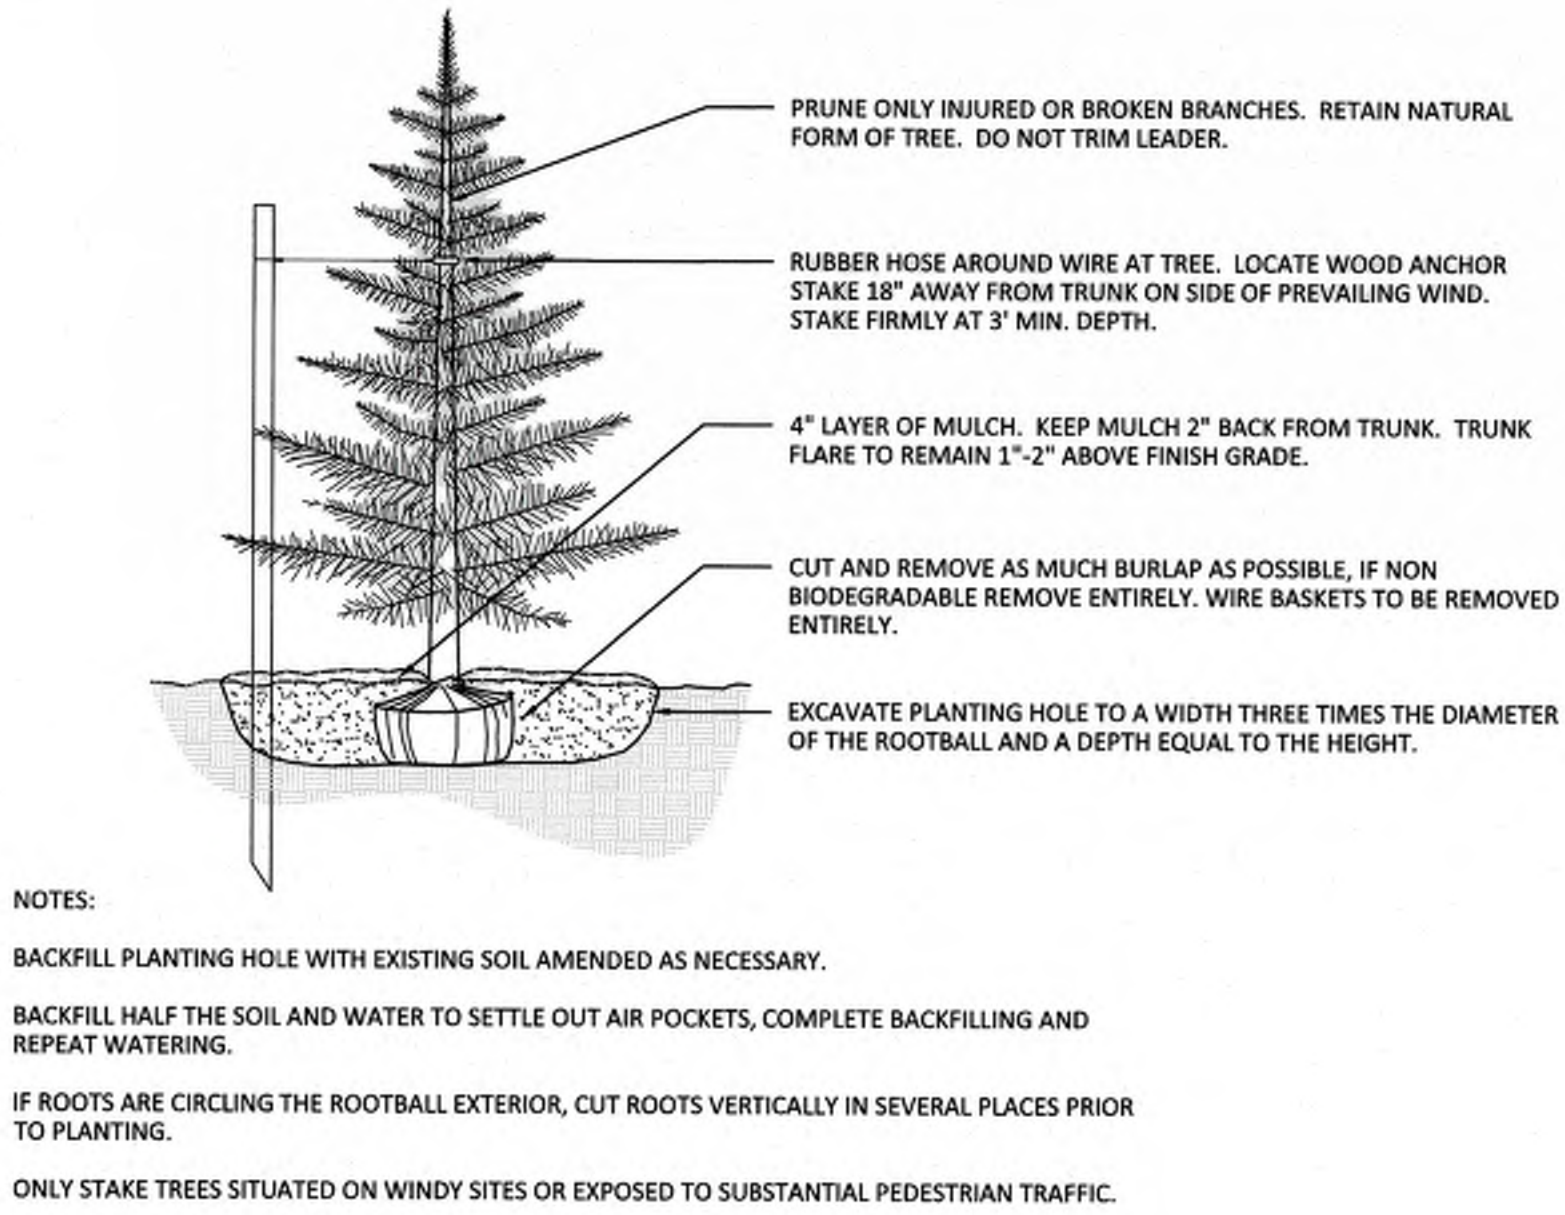 PRUNE ONLY INJURED OR BROKEN BRANCHES. RETAIN NATURAL
FORM OF TREE. DO NOT TRIM LEADER.
RUBBER HOSE AROUND WIRE AT TREE. LOCATE WOOD ANCHOR
STAKE 18" AWAY FROM TRUNK ON SIDE OF PREVAILING WIND.
STAKE FIRMLY AT 3' MIN. DEPTH.
4" LAYER OF MULCH. KEEP MULCH 2" BACK FROM TRUNK. TRUNK
FLARE TO REMAIN 1"-2" ABOVE FINISH GRADE.
CUT AND REMOVE AS MUCH BURLAP AS POSSIBLE, IF NON
BIODEGRADABLE REMOVE ENTIRELY. WIRE BASKETS TO BE REMOVED
ENTIRELY.
EXCAVATE PLANTING HOLE TO A WIDTH THREE TIMES THE DIAMETER
OF THE ROOTBALL AND A DEPTH EQUAL TO THE HEIGHT.
NOTES:
BACKFILL PLANTING HOLE WITH EXISTING SOIL AMENDED AS NECESSARY.
BACKFILL HALF THE SOIL AND WATER TO SETTLE OUT AIR POCKETS, COMPLETE BACKFILLING AND
REPEAT WATERING.
IF ROOTS ARE CIRCLING THE ROOTBALL EXTERIOR, CUT ROOTS VERTICALLY IN SEVERAL PLACES PRIOR
TO PLANTING.
ONLY STAKE TREES SITUATED ON WINDY SITES OR EXPOSED TO SUBSTANTIAL PEDESTRIAN TRAFFIC.